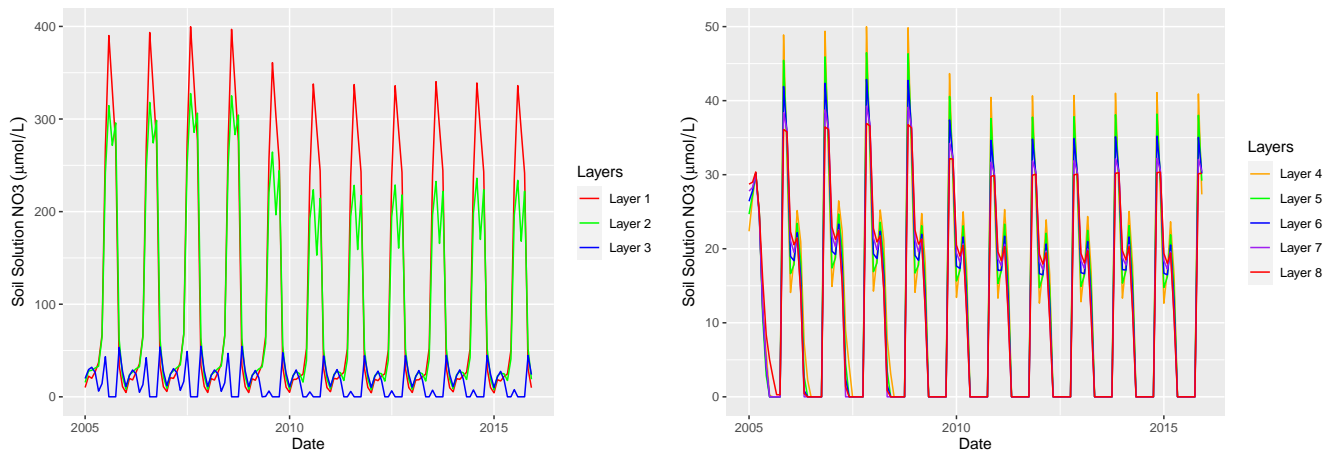 Soil Solution NO3 (μmol/L)
400
300
200
100
0
2005
2010
2015
Date
Layers
Layer 1
Layer 2
Layer 3
Soil Solution NO3 (μmol/L)
50
40
30
20
10
0
2005
2010
2015
Date
Layers
Layer 4
Layer 5
Layer 6
Layer 7
Layer 8